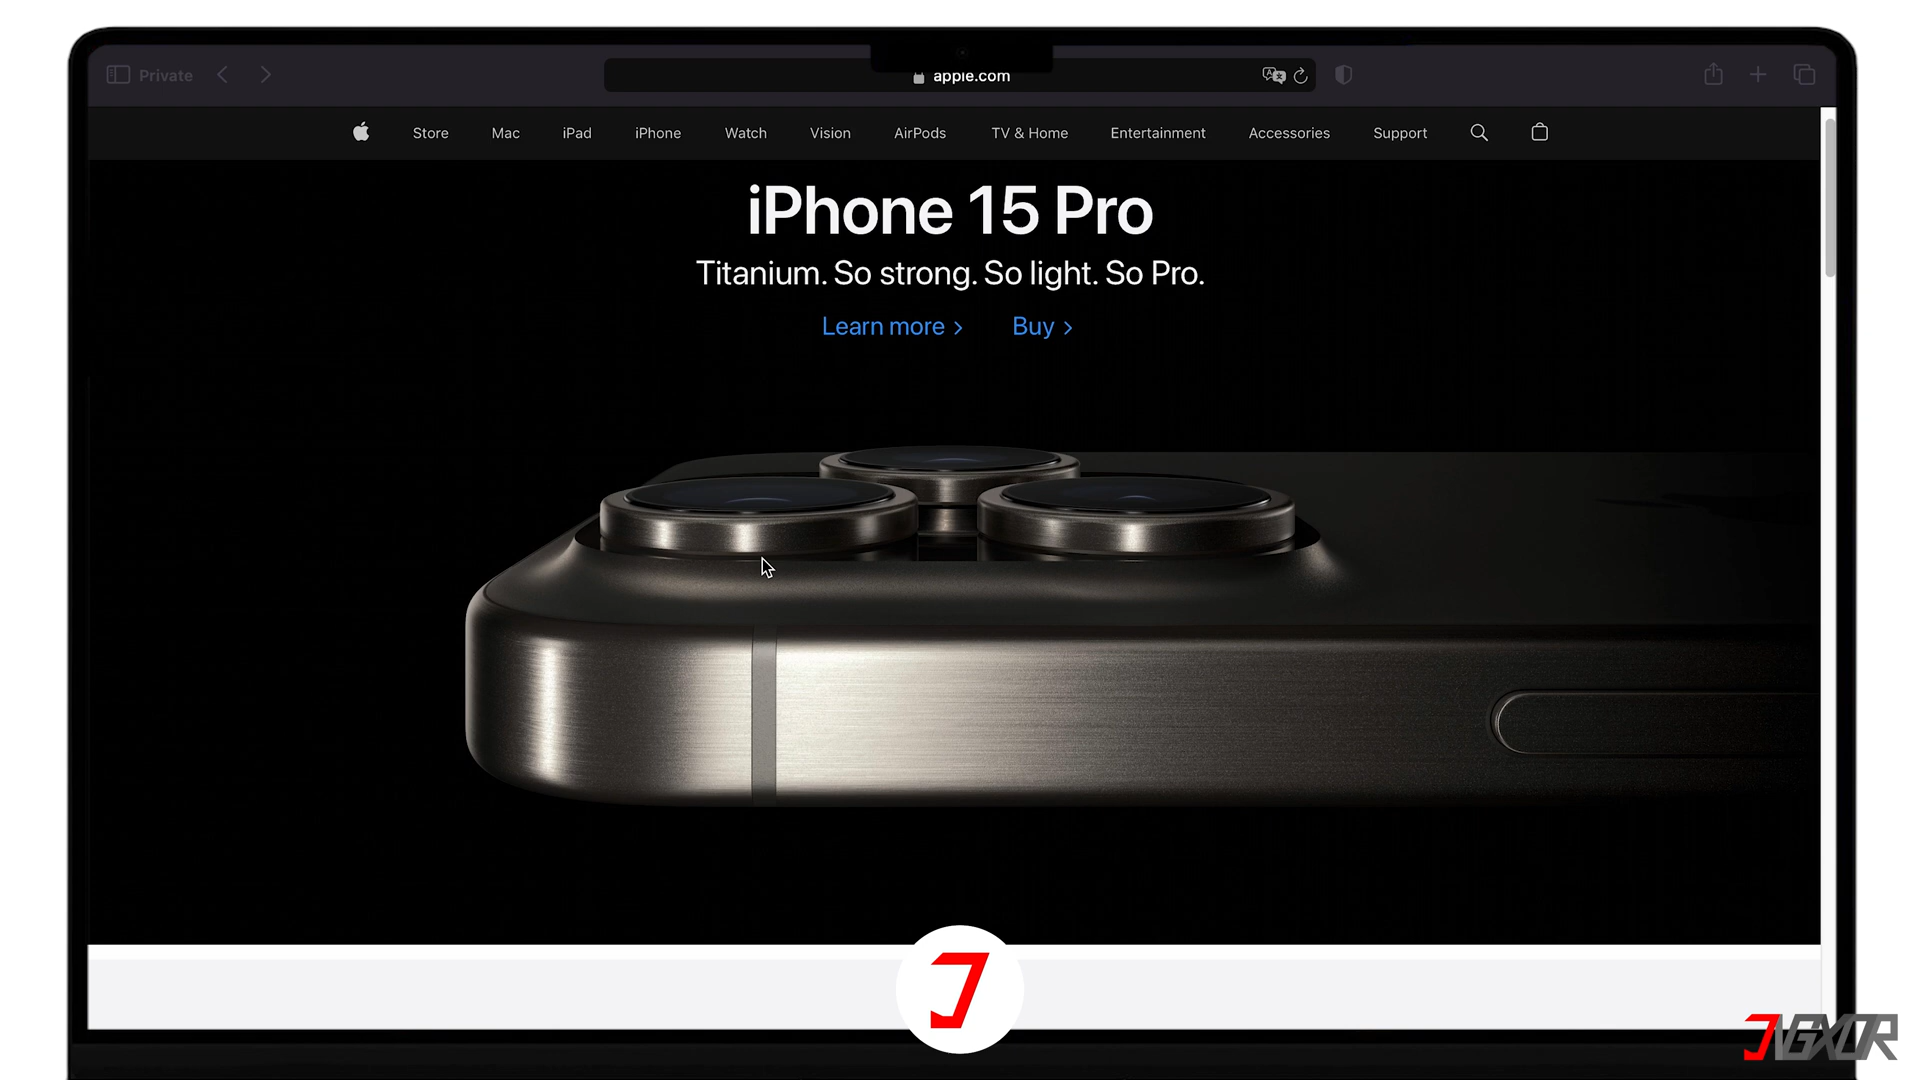 Private
apple.com
Store Mac iPad iPhone Watch Vision AirPods TV & Home Entertainment Accessories Support
iPhone 15 Pro
Titanium. So strong. So light. So Pro.
Learn more > Buy >
J
JVGXOR